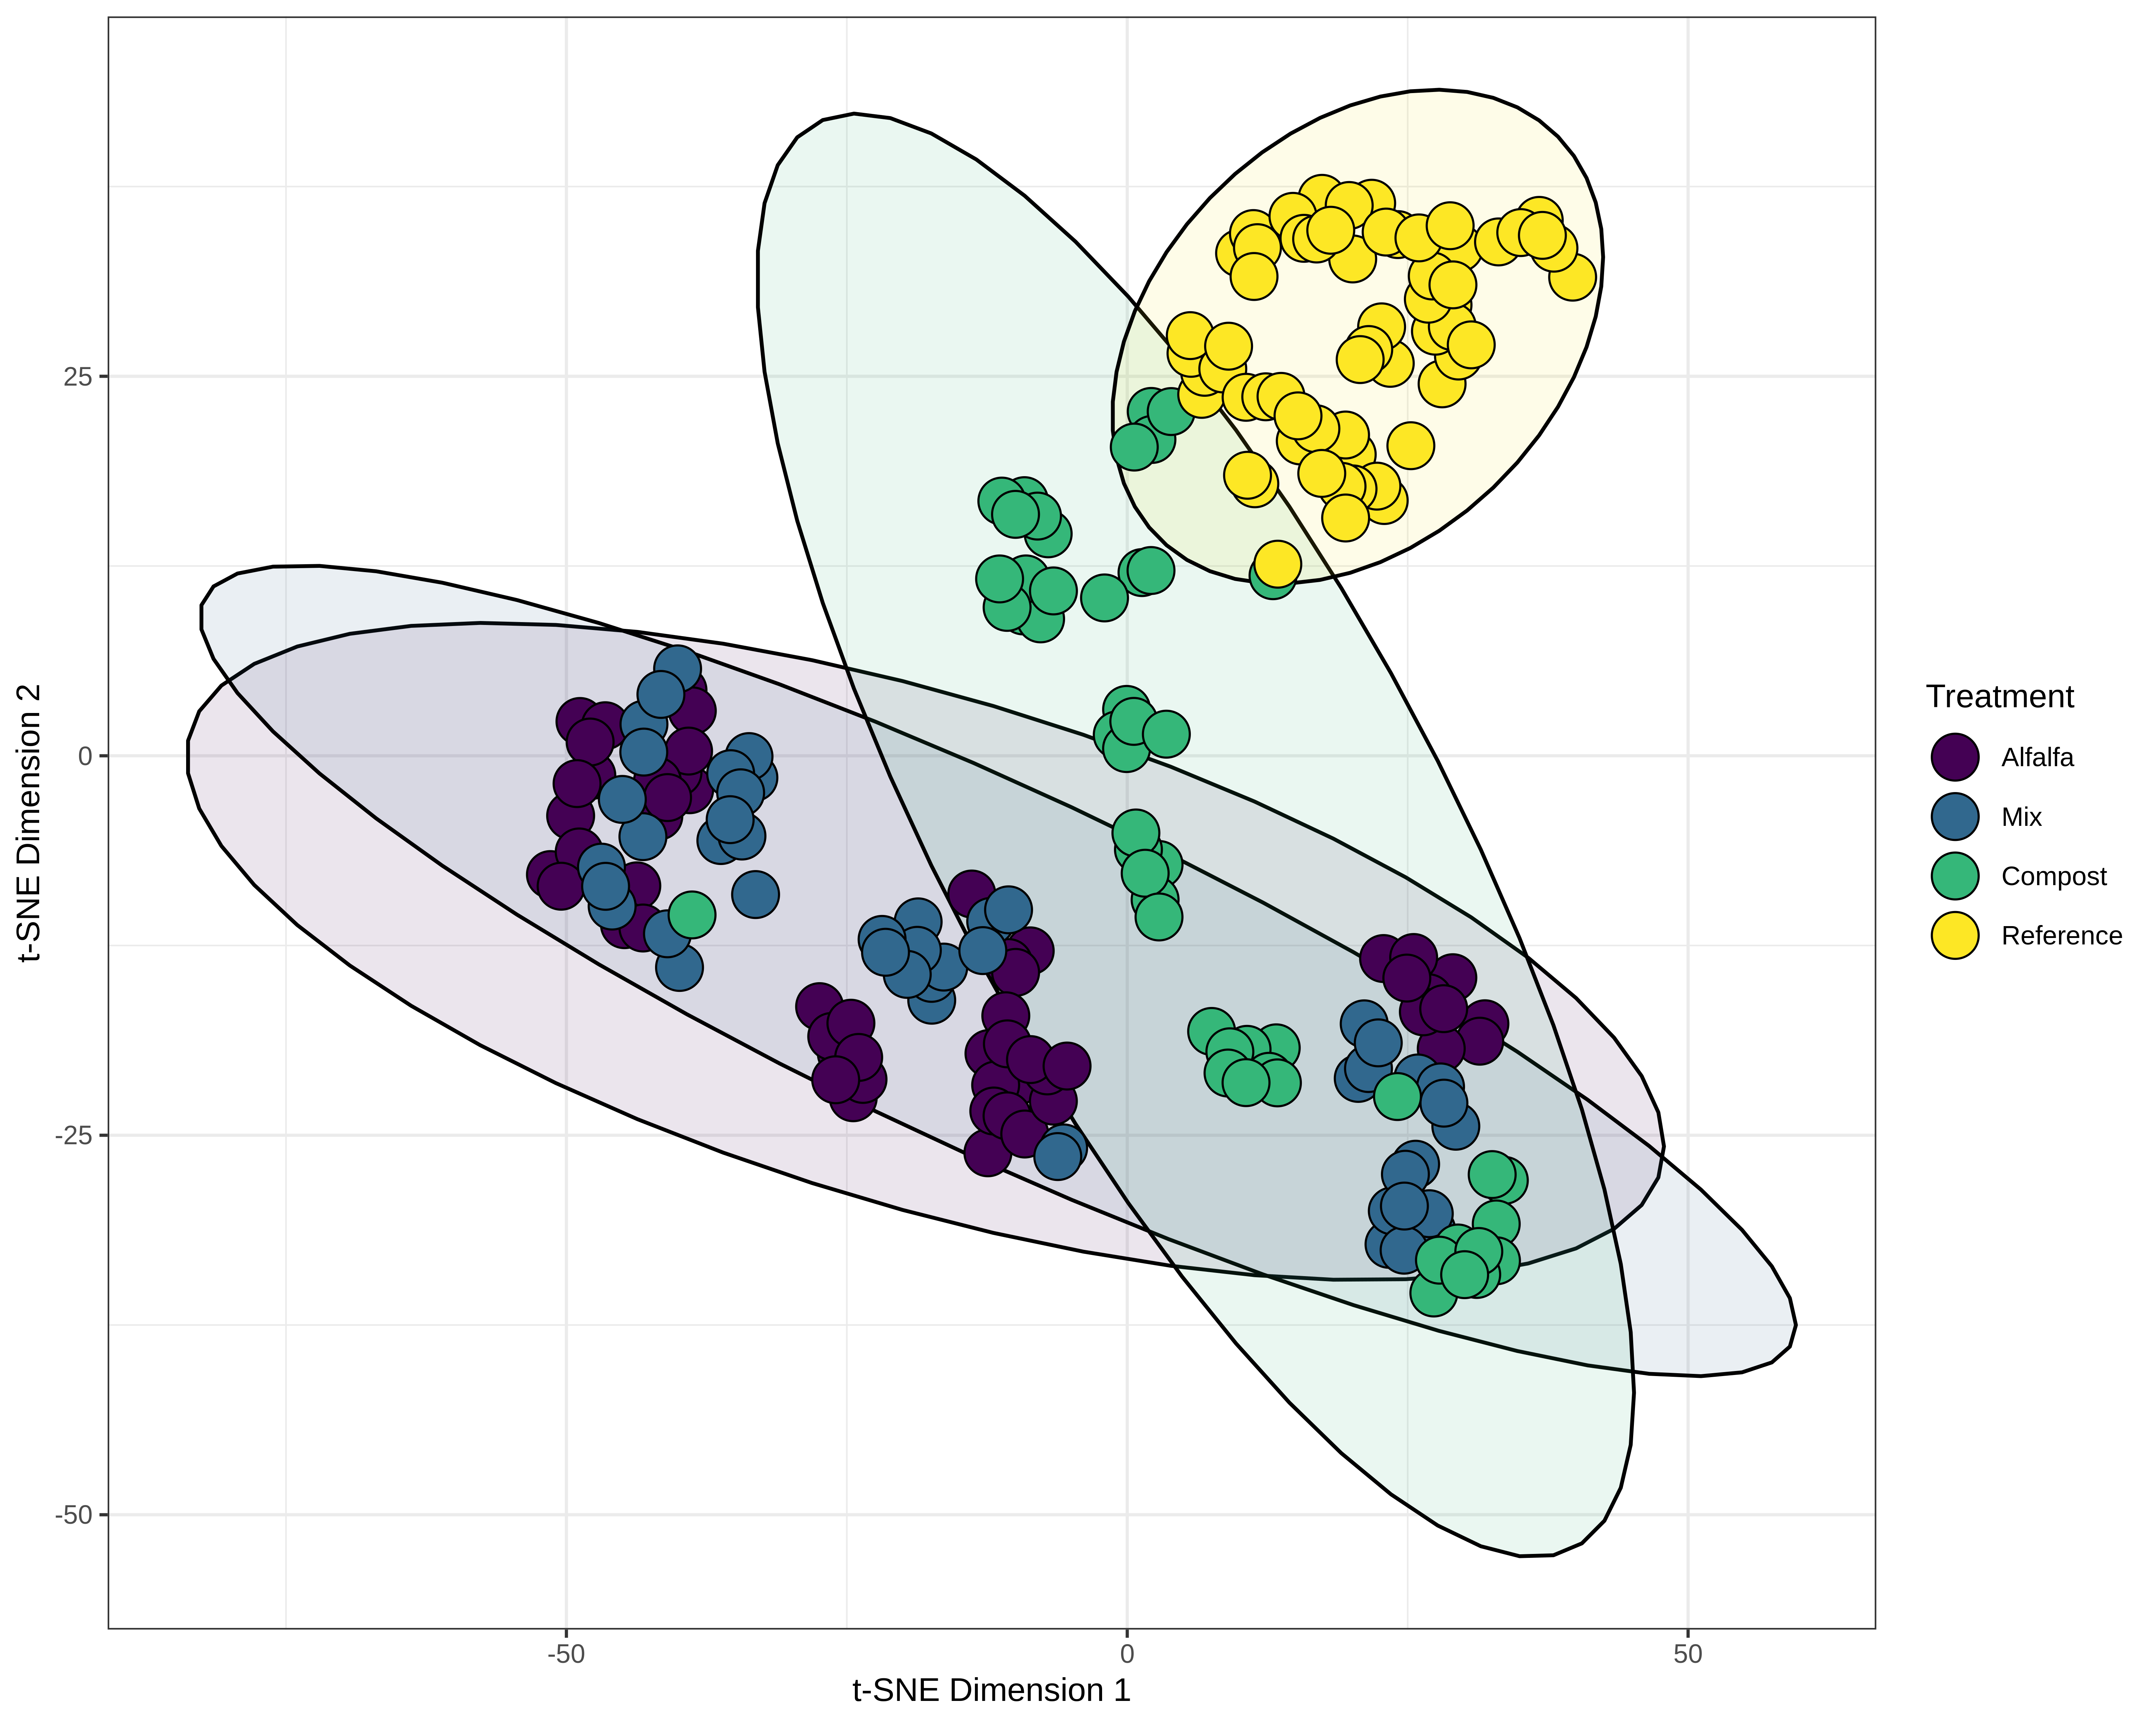 25
0
-25
-50
-50
0
50
t-SNE Dimension 1
t-SNE Dimension 2
Treatment
Alfalfa
Mix
Compost
Reference